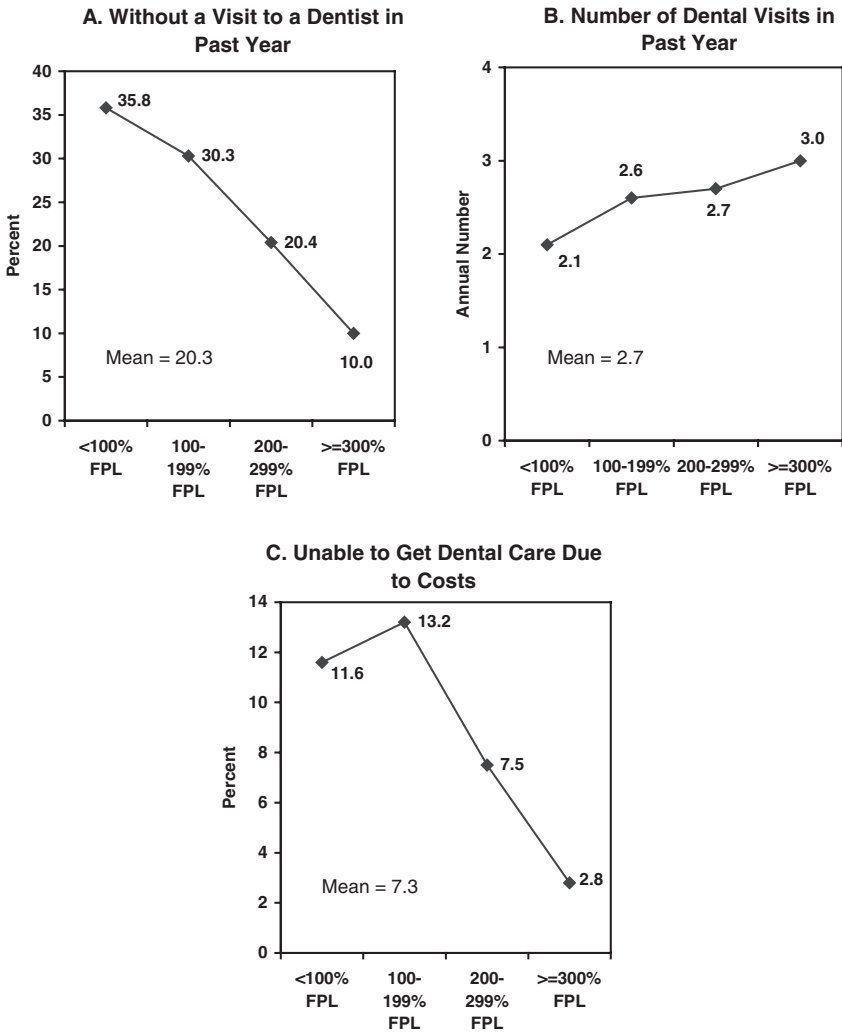 A. Without a Visit to a Dentist in
Past Year
40
35
30
25
20
15
10
5
0
Percent
35.8
30.3
20.4
10.0
Mean = 20.3
<100%
FPL
100-
199%
FPL
200-
299%
FPL
>=300%
FPL
B. Number of Dental Visits in
Past Year
4
3
2
1
0
Annual Number
2.1
2.6
2.7
3.0
Mean = 2.7
<100%
FPL
100-199%
FPL
200-299%
FPL
>=300%
FPL
C. Unable to Get Dental Care Due
to Costs
14
12
10
8
6
4
2
0
Percent
11.6
13.2
7.5
2.8
Mean = 7.3
<100%
FPL
100-
199%
FPL
200-
299%
FPL
>=300%
FPL